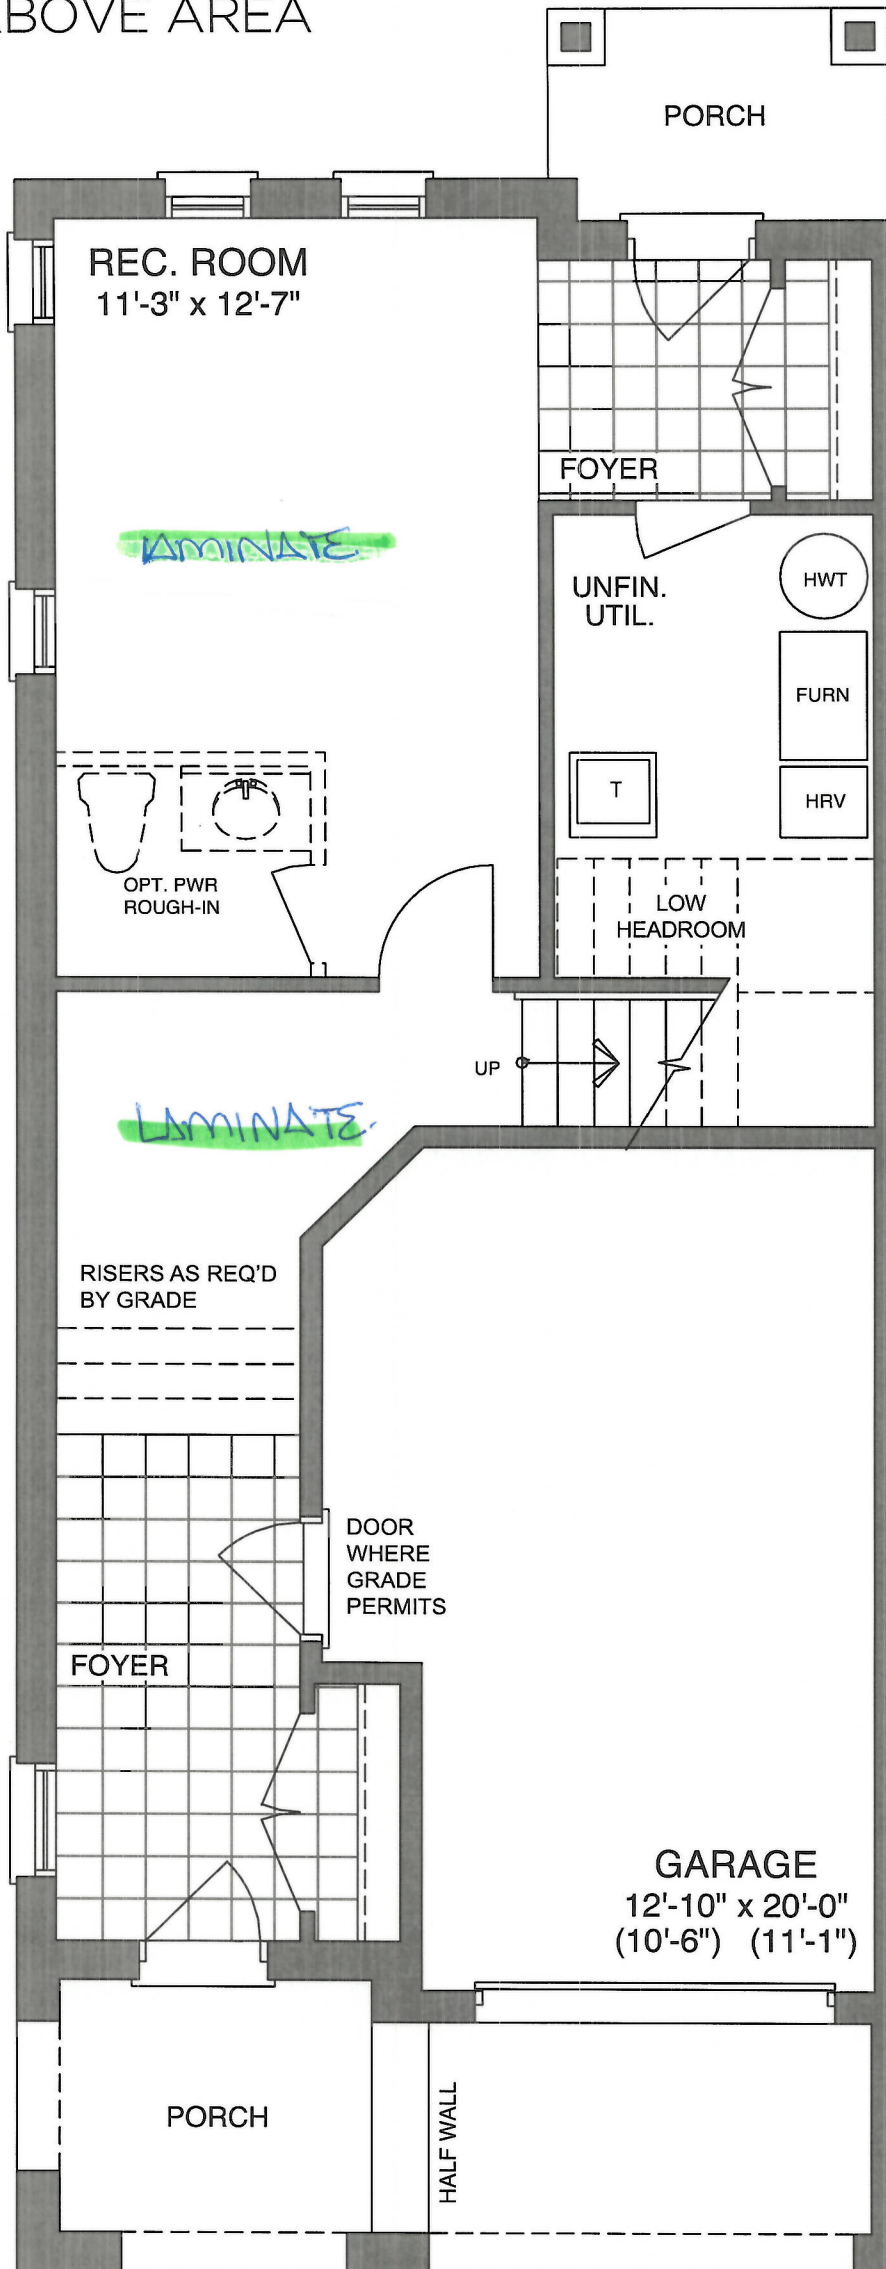 ABOVE AREA
PORCH
REC. ROOM
11'-3" x 12'-7"
FOYER
LAMINATE
UNFIN.
UTIL.
HWT
FURN
T
HRV
OPT. PWR
ROUGH-IN
LOW
HEADROOM
UP
LAMINATE.
RISERS AS REQ'D
BY GRADE
DOOR
WHERE
GRADE
PERMITS
FOYER
GARAGE
12'-10" x 20'-0"
(10'-6") (11'-1")
PORCH
HALF WALL